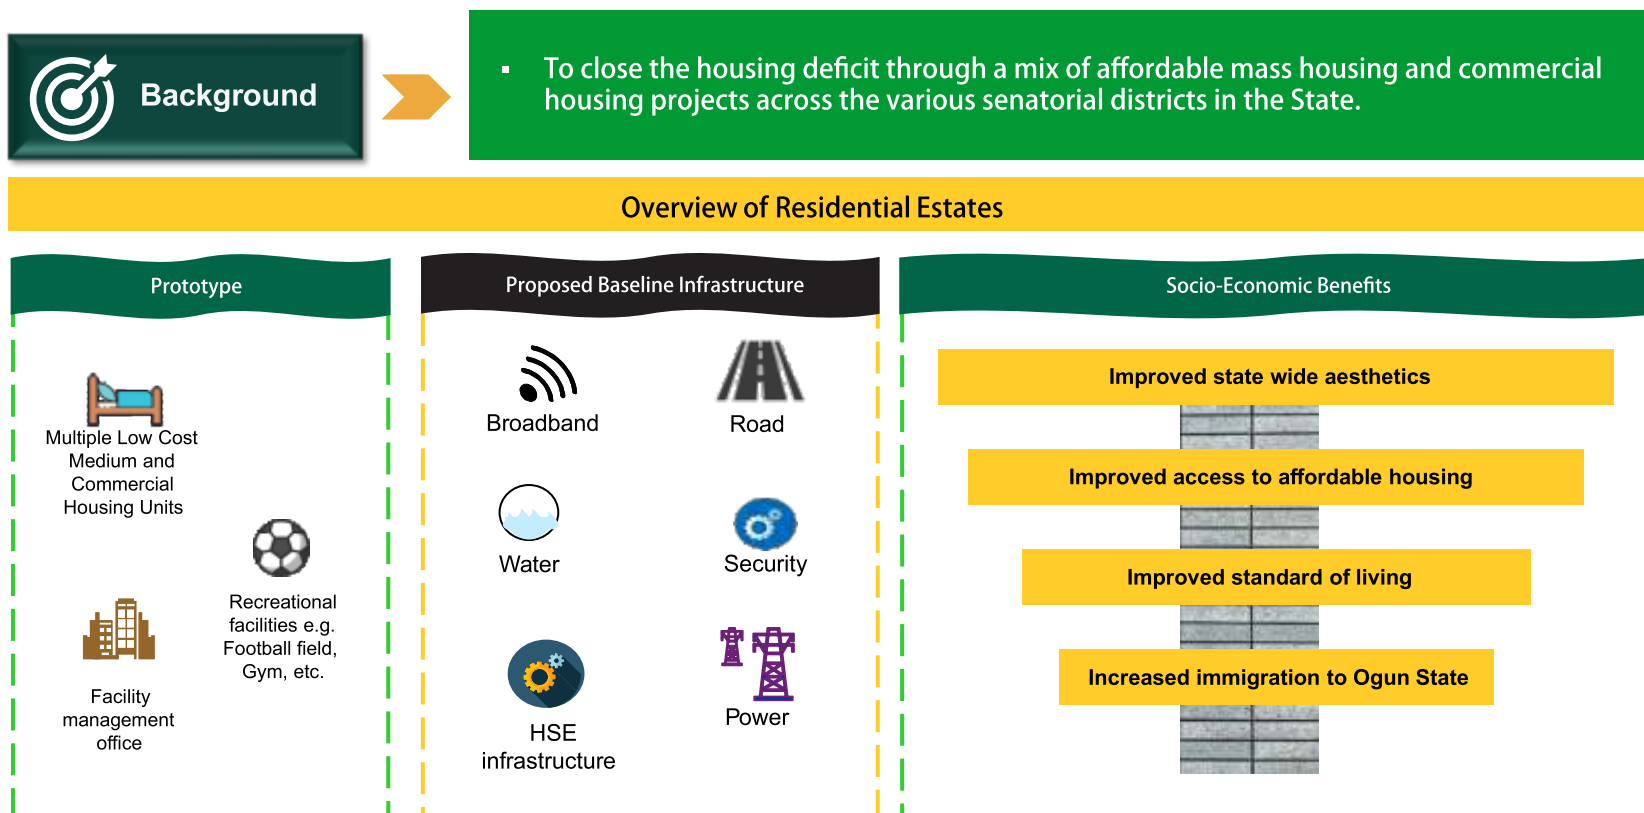 Background
▪ To close the housing deficit through a mix of affordable mass housing and commercial
housing projects across the various senatorial districts in the State.
Overview of Residential Estates
Prototype
Multiple Low Cost
Medium and
Commercial
Housing Units
Recreational
facilities e.g.
Football field,
Gym, etc.
Facility
management
office
Proposed Baseline Infrastructure
Broadband
Road
Water
Security
HSE
infrastructure
Power
Socio-Economic Benefits
Improved state wide aesthetics
Improved access to affordable housing
Improved standard of living
Increased immigration to Ogun State